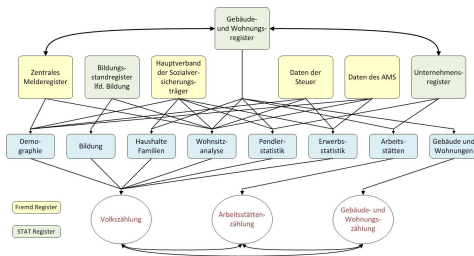 Gebäude-
und Wohnungs-
register
Zentrales
Melderegister
Bildungs-
standregister
lfd. Bildung
Hauptverband
der Sozialver-
sicherungs-
träger
Daten der
Steuer
Daten des AMS
Unternehmens-
register
Demo-
graphie
Bildung
Haushalte
Familien
Wohnsitz-
analyse
Pendler-
statistik
Erwerbs-
statistik
Arbeits-
stätten
Gebäude und
Wohnungen
Fremd Register
STAT Register
Volkszählung
Arbeitsstätten-
zählung
Gebäude- und
Wohnungs-
zählung